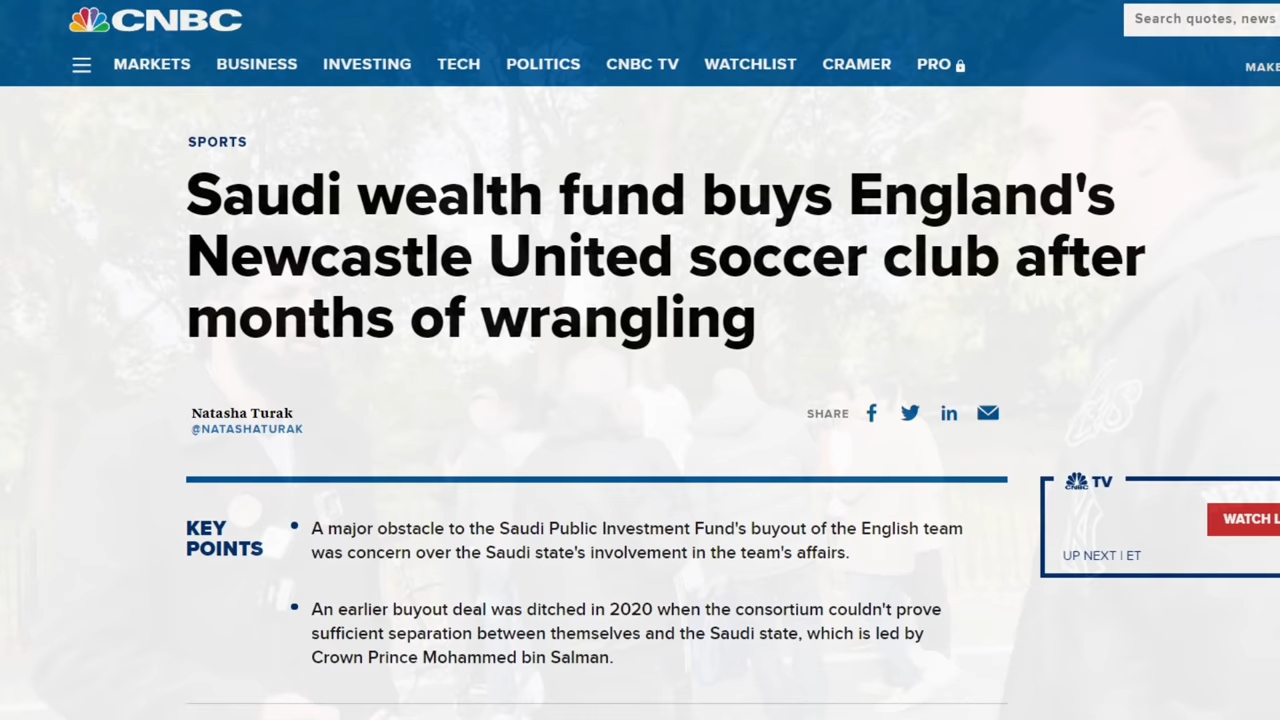 CNBC
Search quotes, news
MARKETS BUSINESS INVESTING TECH POLITICS CNBC TV WATCHLIST CRAMER PRO
MAKE
SPORTS
Saudi wealth fund buys England's
Newcastle United soccer club after
months of wrangling
Natasha Turak
@NATASHATURAK
SHARE
KEY
POINTS
A major obstacle to the Saudi Public Investment Fund's buyout of the English team
was concern over the Saudi state's involvement in the team's affairs.
An earlier buyout deal was ditched in 2020 when the consortium couldn't prove
sufficient separation between themselves and the Saudi state, which is led by
Crown Prince Mohammed bin Salman.
CNBC TV
WATCH L
UP NEXT | ET